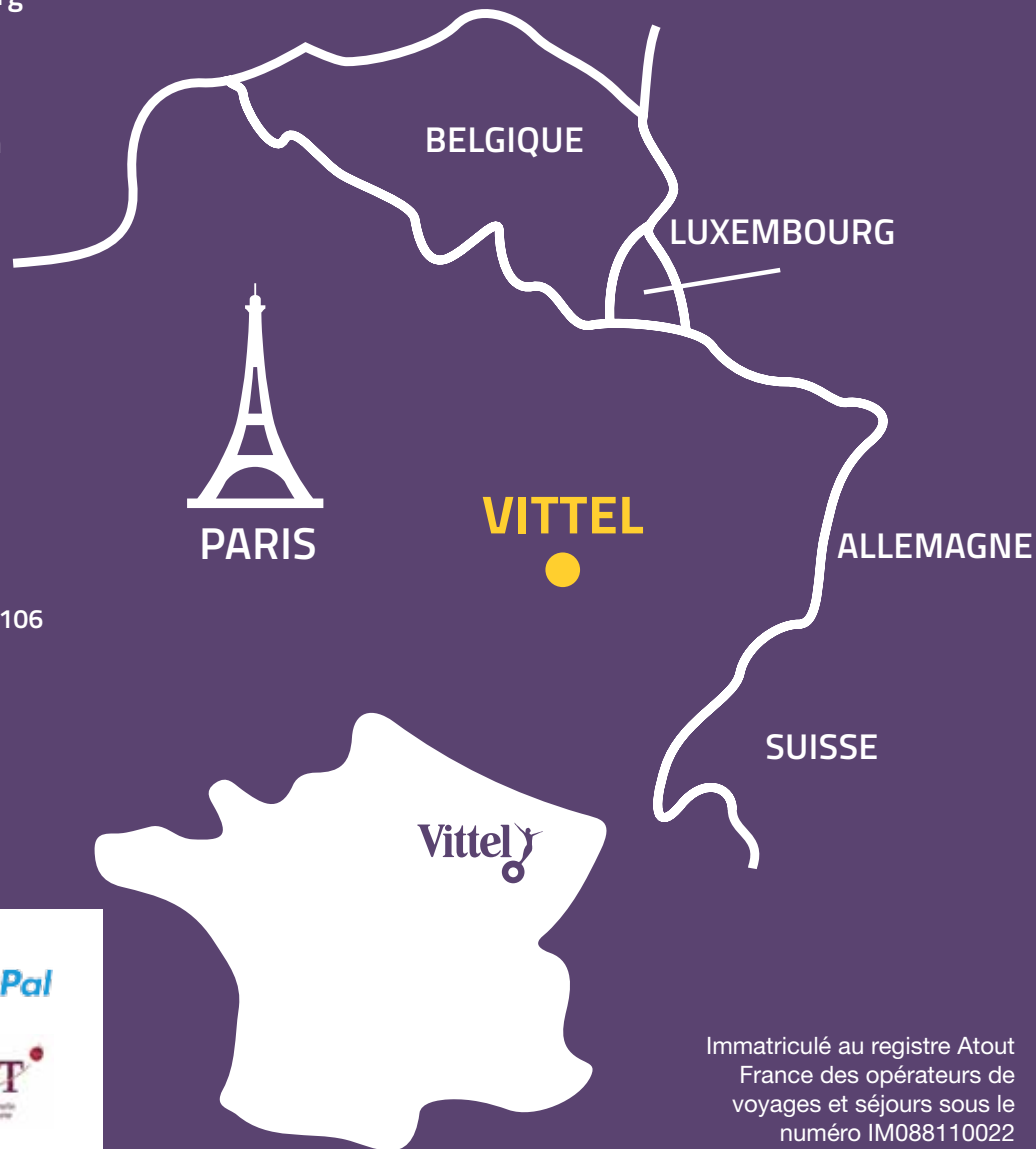 BELGIQUE
LUXEMBOURG
PARIS
VITTEL
ALLEMAGNE
106
SUISSE
Vittel
Pal
Immatriculé au registre Atout
France des opérateurs de
voyages et séjours sous le
numéro IM088110022